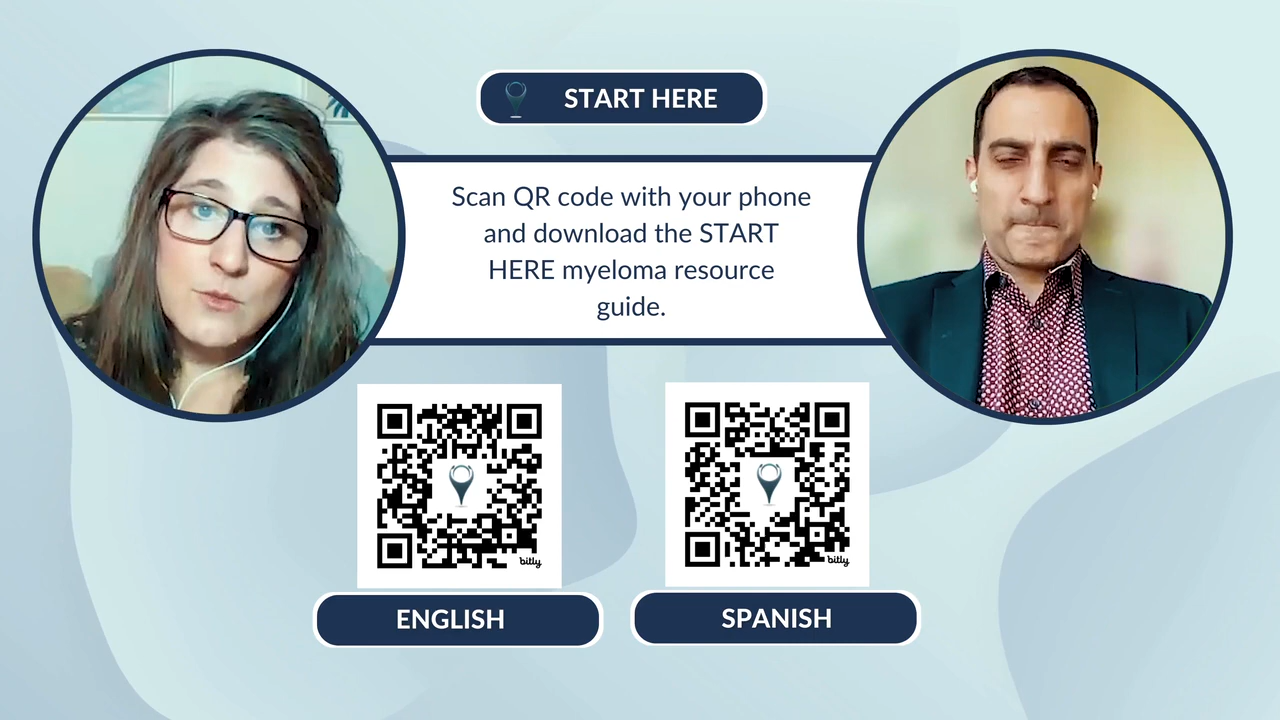 START HERE
Scan QR code with your phone
and download the START
HERE myeloma resource
guide.
bitly
bitly
ENGLISH
SPANISH